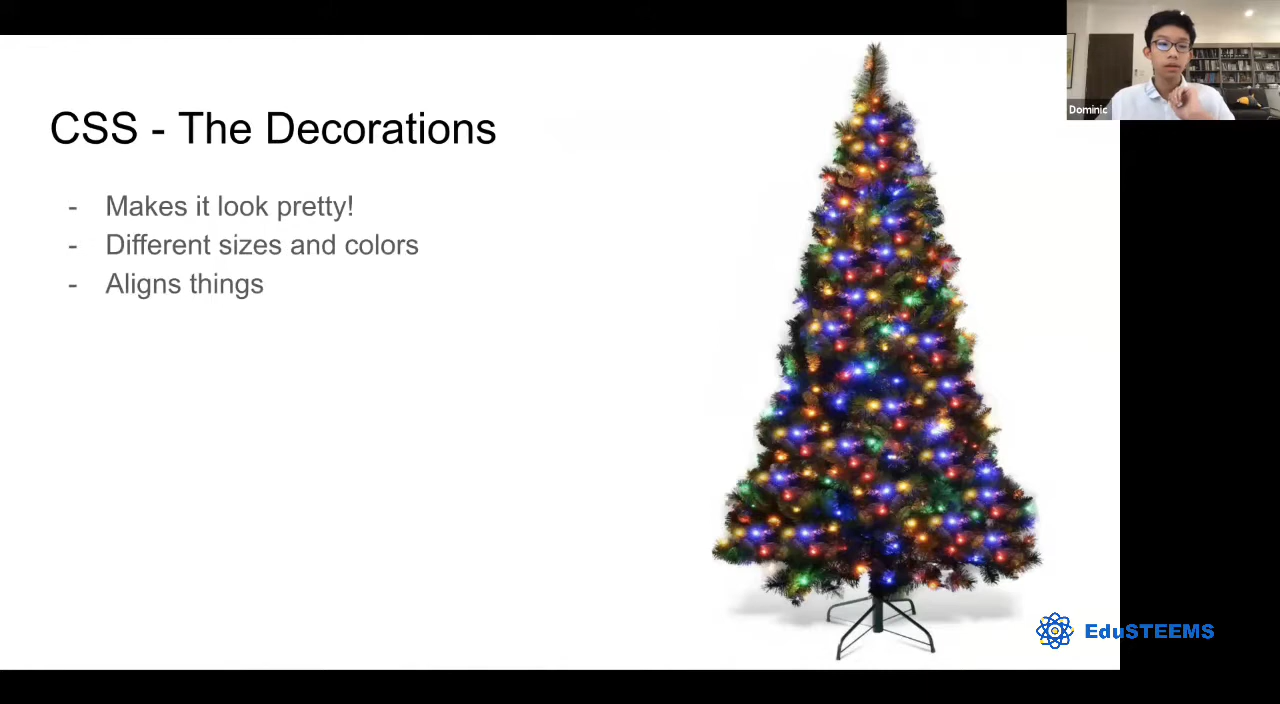 CSS - The Decorations
- Makes it look pretty!
- Different sizes and colors
- Aligns things
Dominic
EduSTEEMS